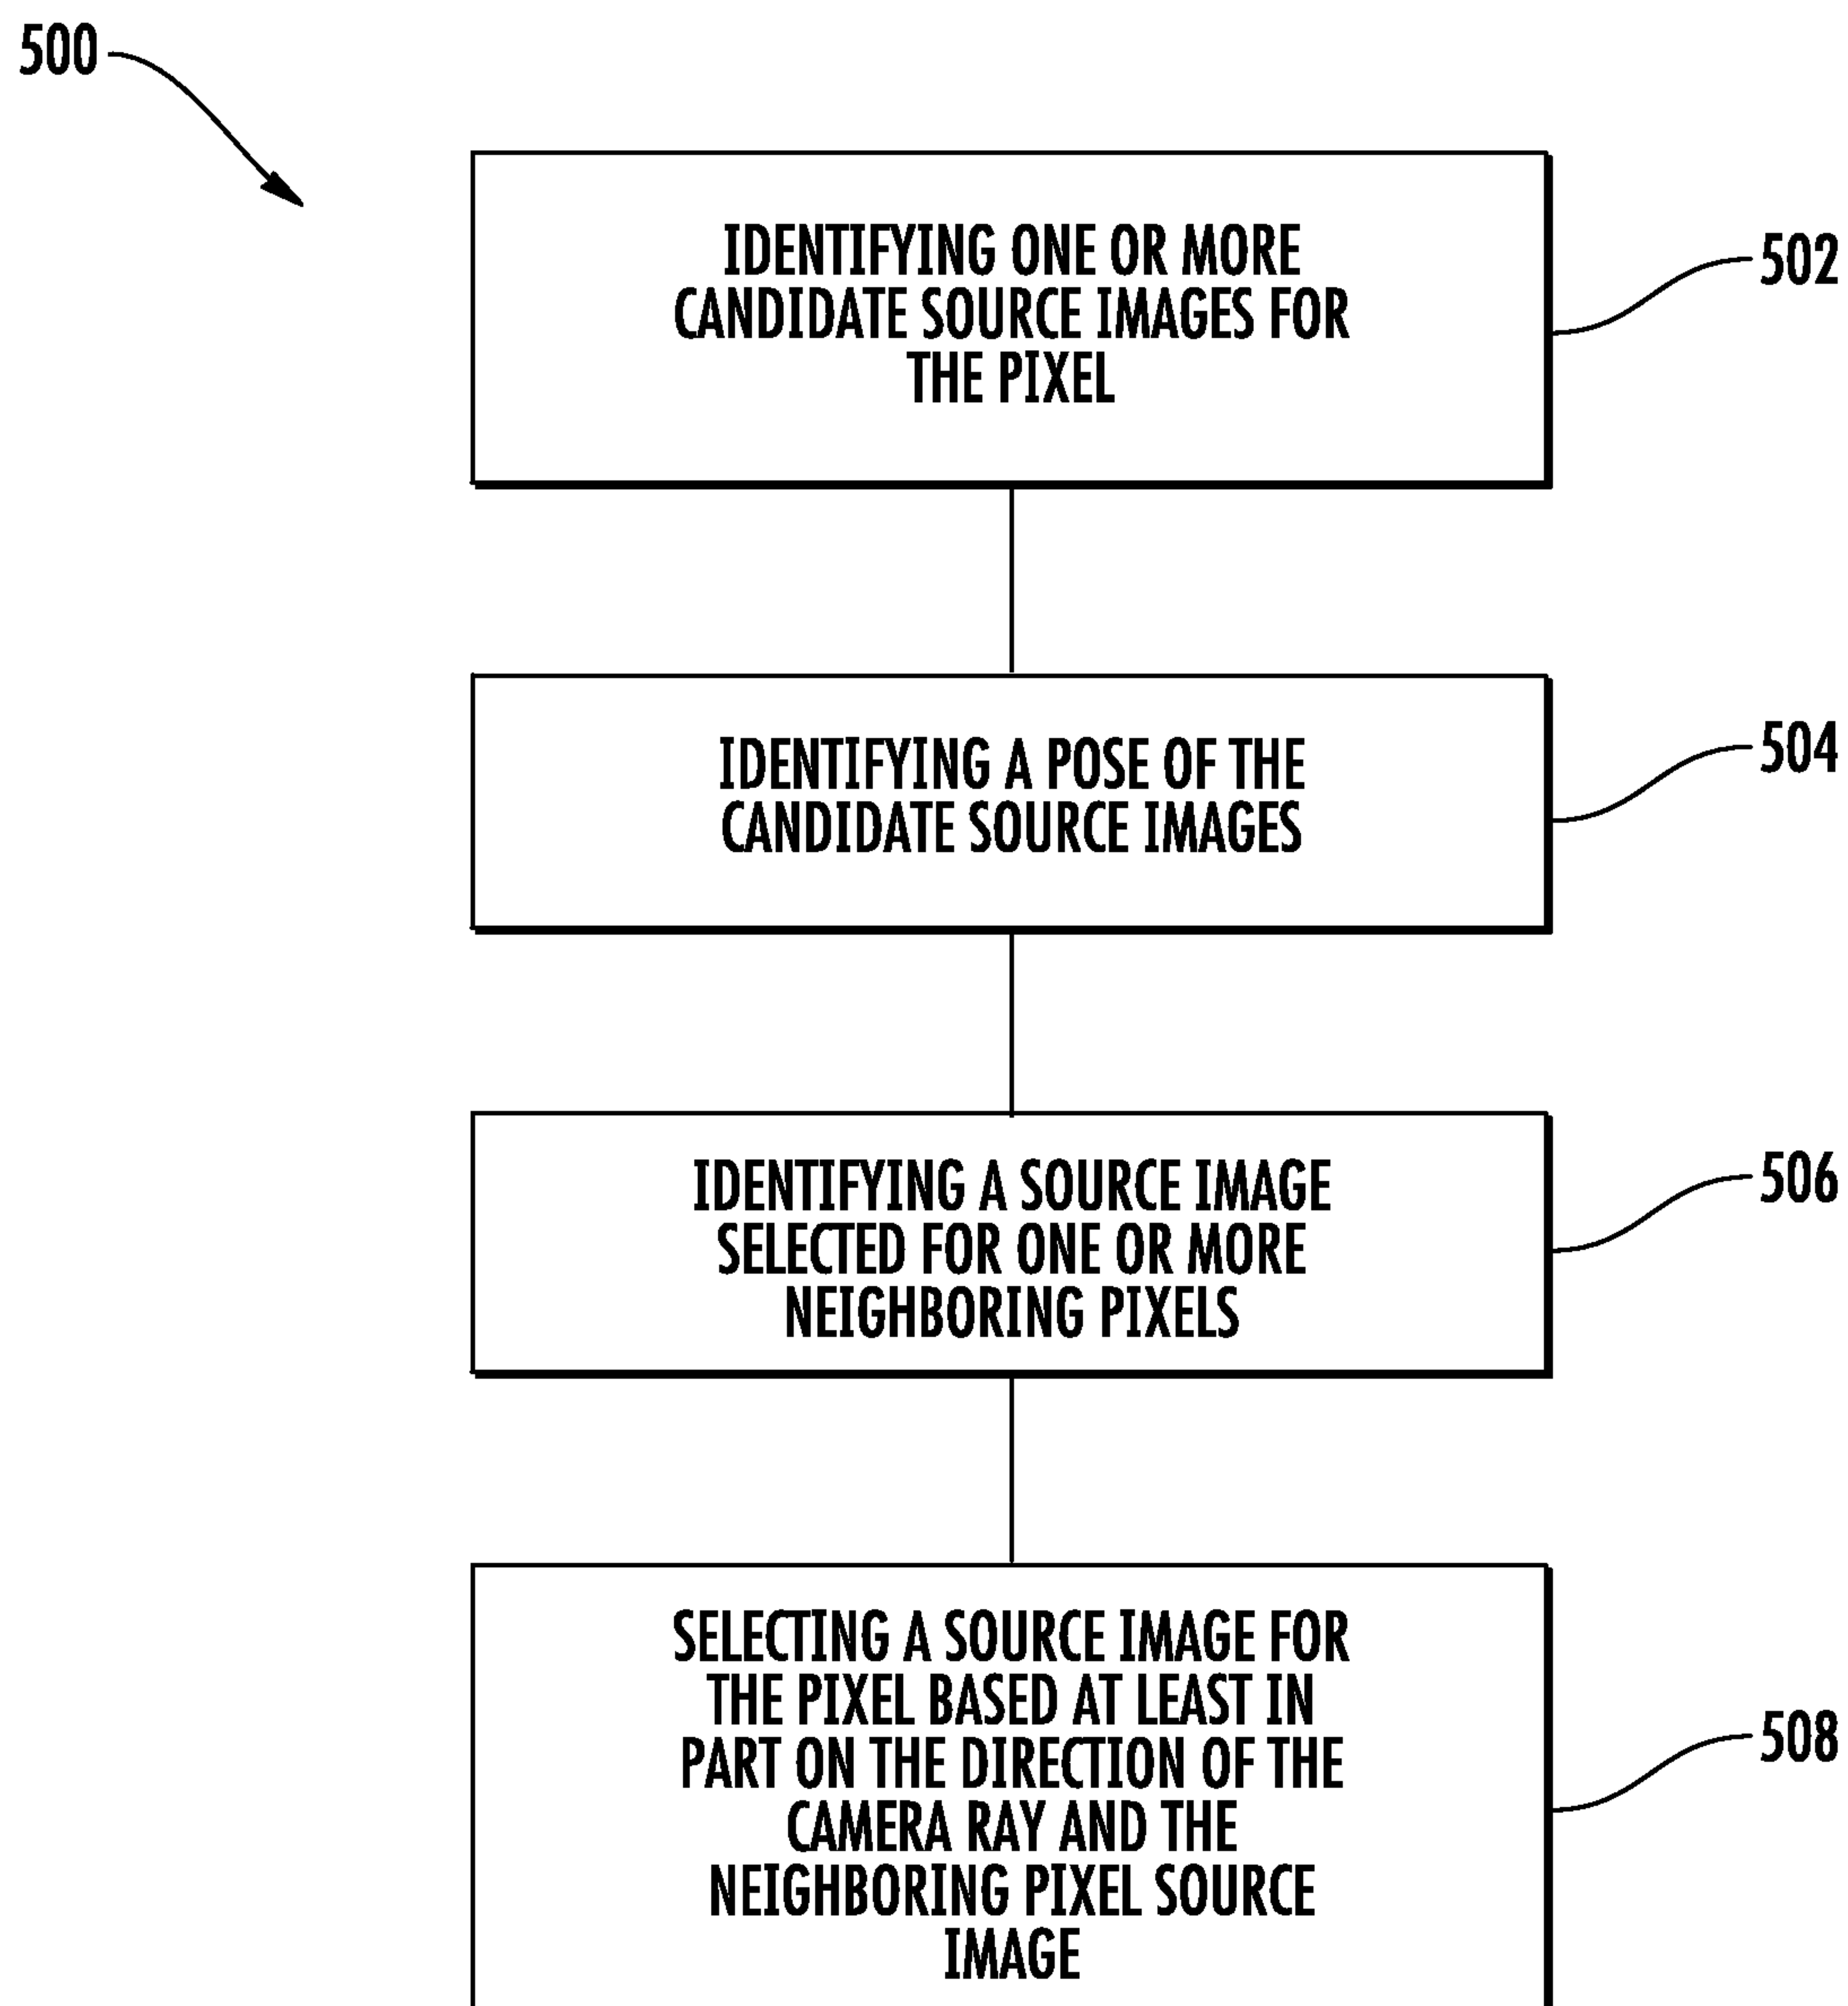 500
IDENTIFYING ONE OR MORE
CANDIDATE SOURCE IMAGES FOR
THE PIXEL
502
IDENTIFYING A POSE OF THE
CANDIDATE SOURCE IMAGES
504
IDENTIFYING A SOURCE IMAGE
SELECTED FOR ONE OR MORE
NEIGHBORING PIXELS
506
SELECTING A SOURCE IMAGE FOR
THE PIXEL BASED AT LEAST IN
PART ON THE DIRECTION OF THE
CAMERA RAY AND THE
NEIGHBORING PIXEL SOURCE
IMAGE
508